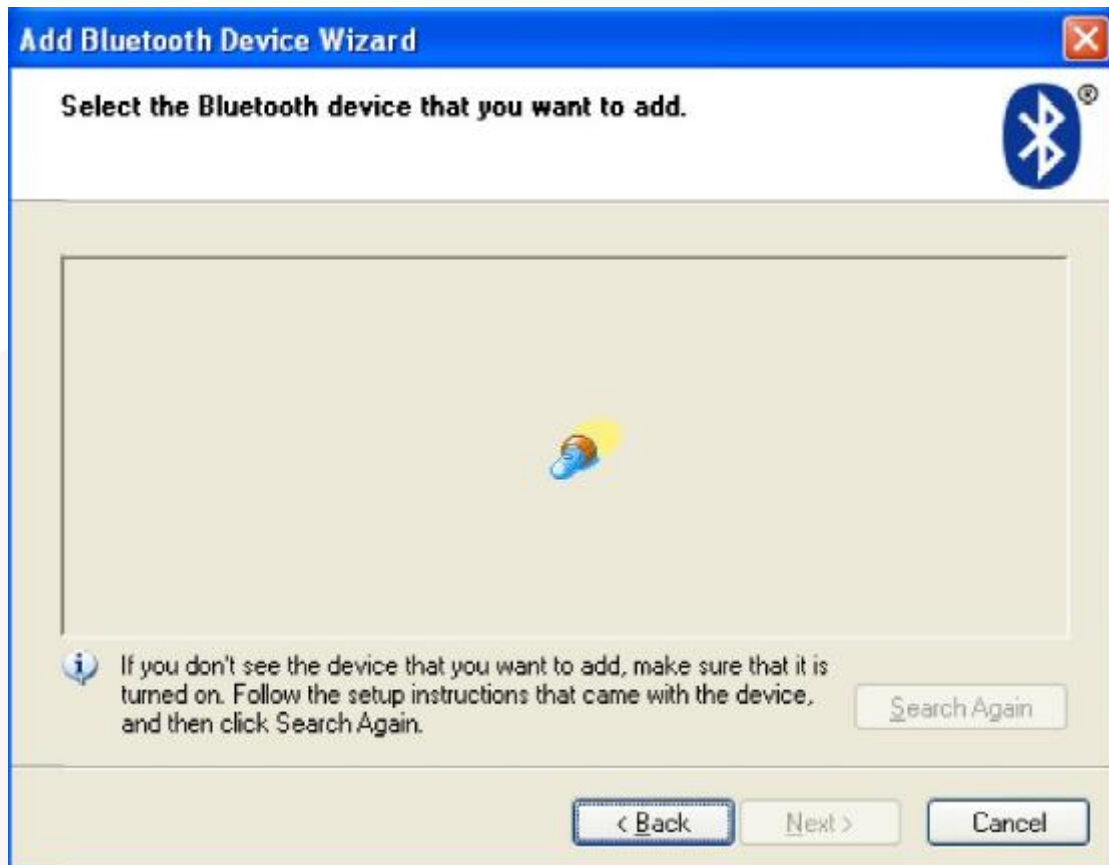 Add Bluetooth Device Wizard
Select the Bluetooth device that you want to add.
®
If you don't see the device that you want to add, make sure that it is
turned on. Follow the setup instructions that came with the device,
and then click Search Again.
Search Again
< Back
Next >
Cancel